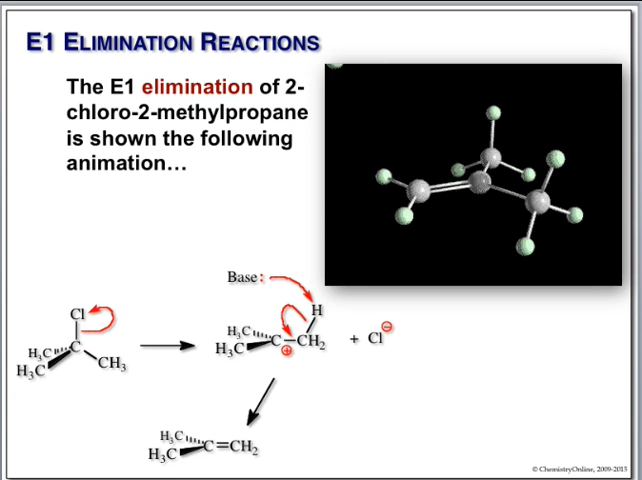 E1 ELIMINATION REACTIONS
The E1 elimination of 2-
chloro-2-methylpropane
is shown the following
animation…
Base:
H
Cl
H₃C
H₃C
C
CH₃
H₃C
H₃C
C
⊕
CH₂
+ Cl⊖
H₃C
H₃C
C=CH₂
© ChemistryOnline, 2009-2015